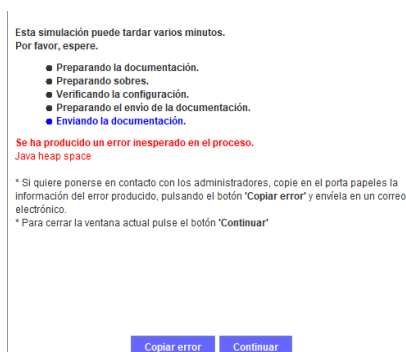 Esta simulación puede tardar varios minutos.
Por favor, espere.
Preparando la documentación.
Preparando sobres.
Verificando la configuración.
Preparando el envio de la documentación.
Enviando la documentación.
Se ha producido un error inesperado en el proceso.
Java heap space
* Si quiere ponerse en contacto con los administradores, copie en el porta papeles la
información del error producido, pulsando el botón 'Copiar error' y envíela en un correo
electrónico.
* Para cerrar la ventana actual pulse el botón 'Continuar'
Copiar error Continuar